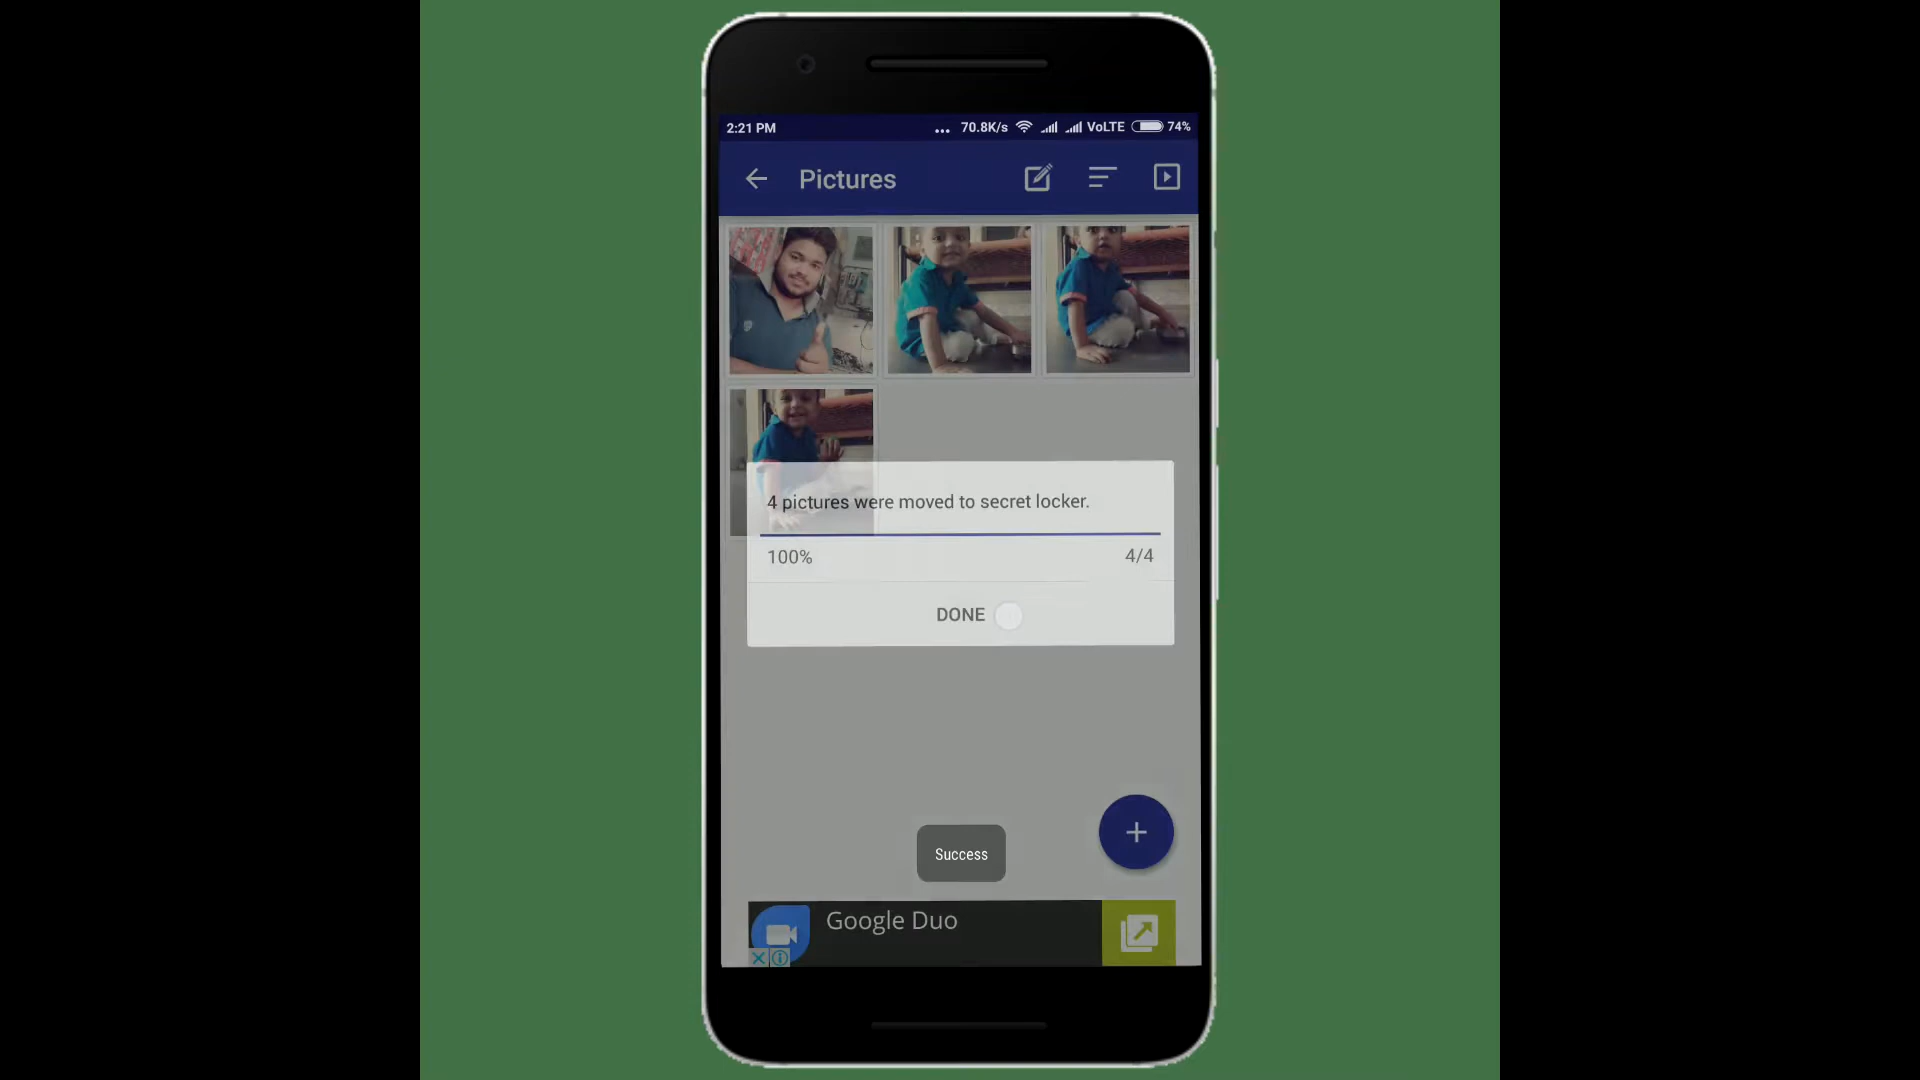 2:21 PM ... 70.8K/s VoLTE 74%
Pictures
4 pictures were moved to secret locker.
100% 4/4
DONE
Success
Google Duo